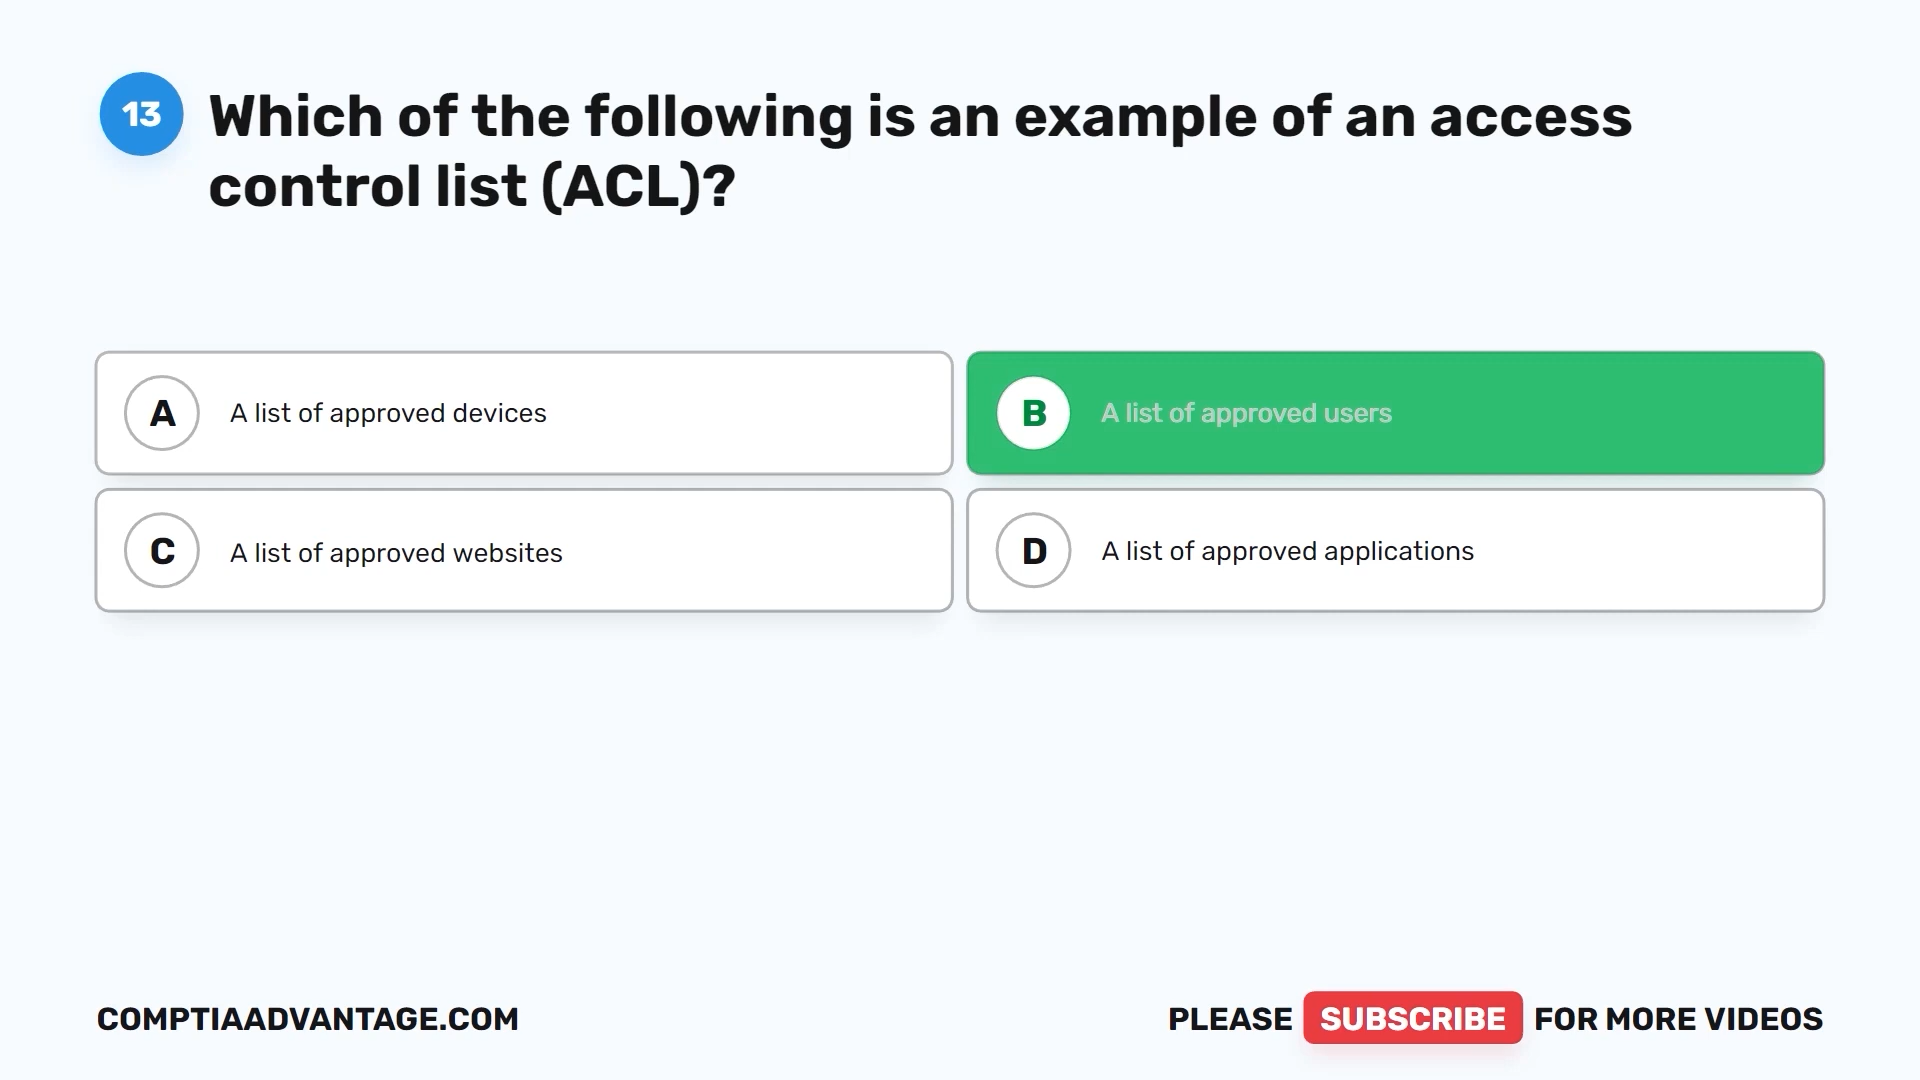 13
Which of the following is an example of an access
control list (ACL)?
A A list of approved devices
B A list of approved users
C A list of approved websites
D A list of approved applications
COMPTIAADVANTAGE.COM
PLEASE SUBSCRIBE FOR MORE VIDEOS